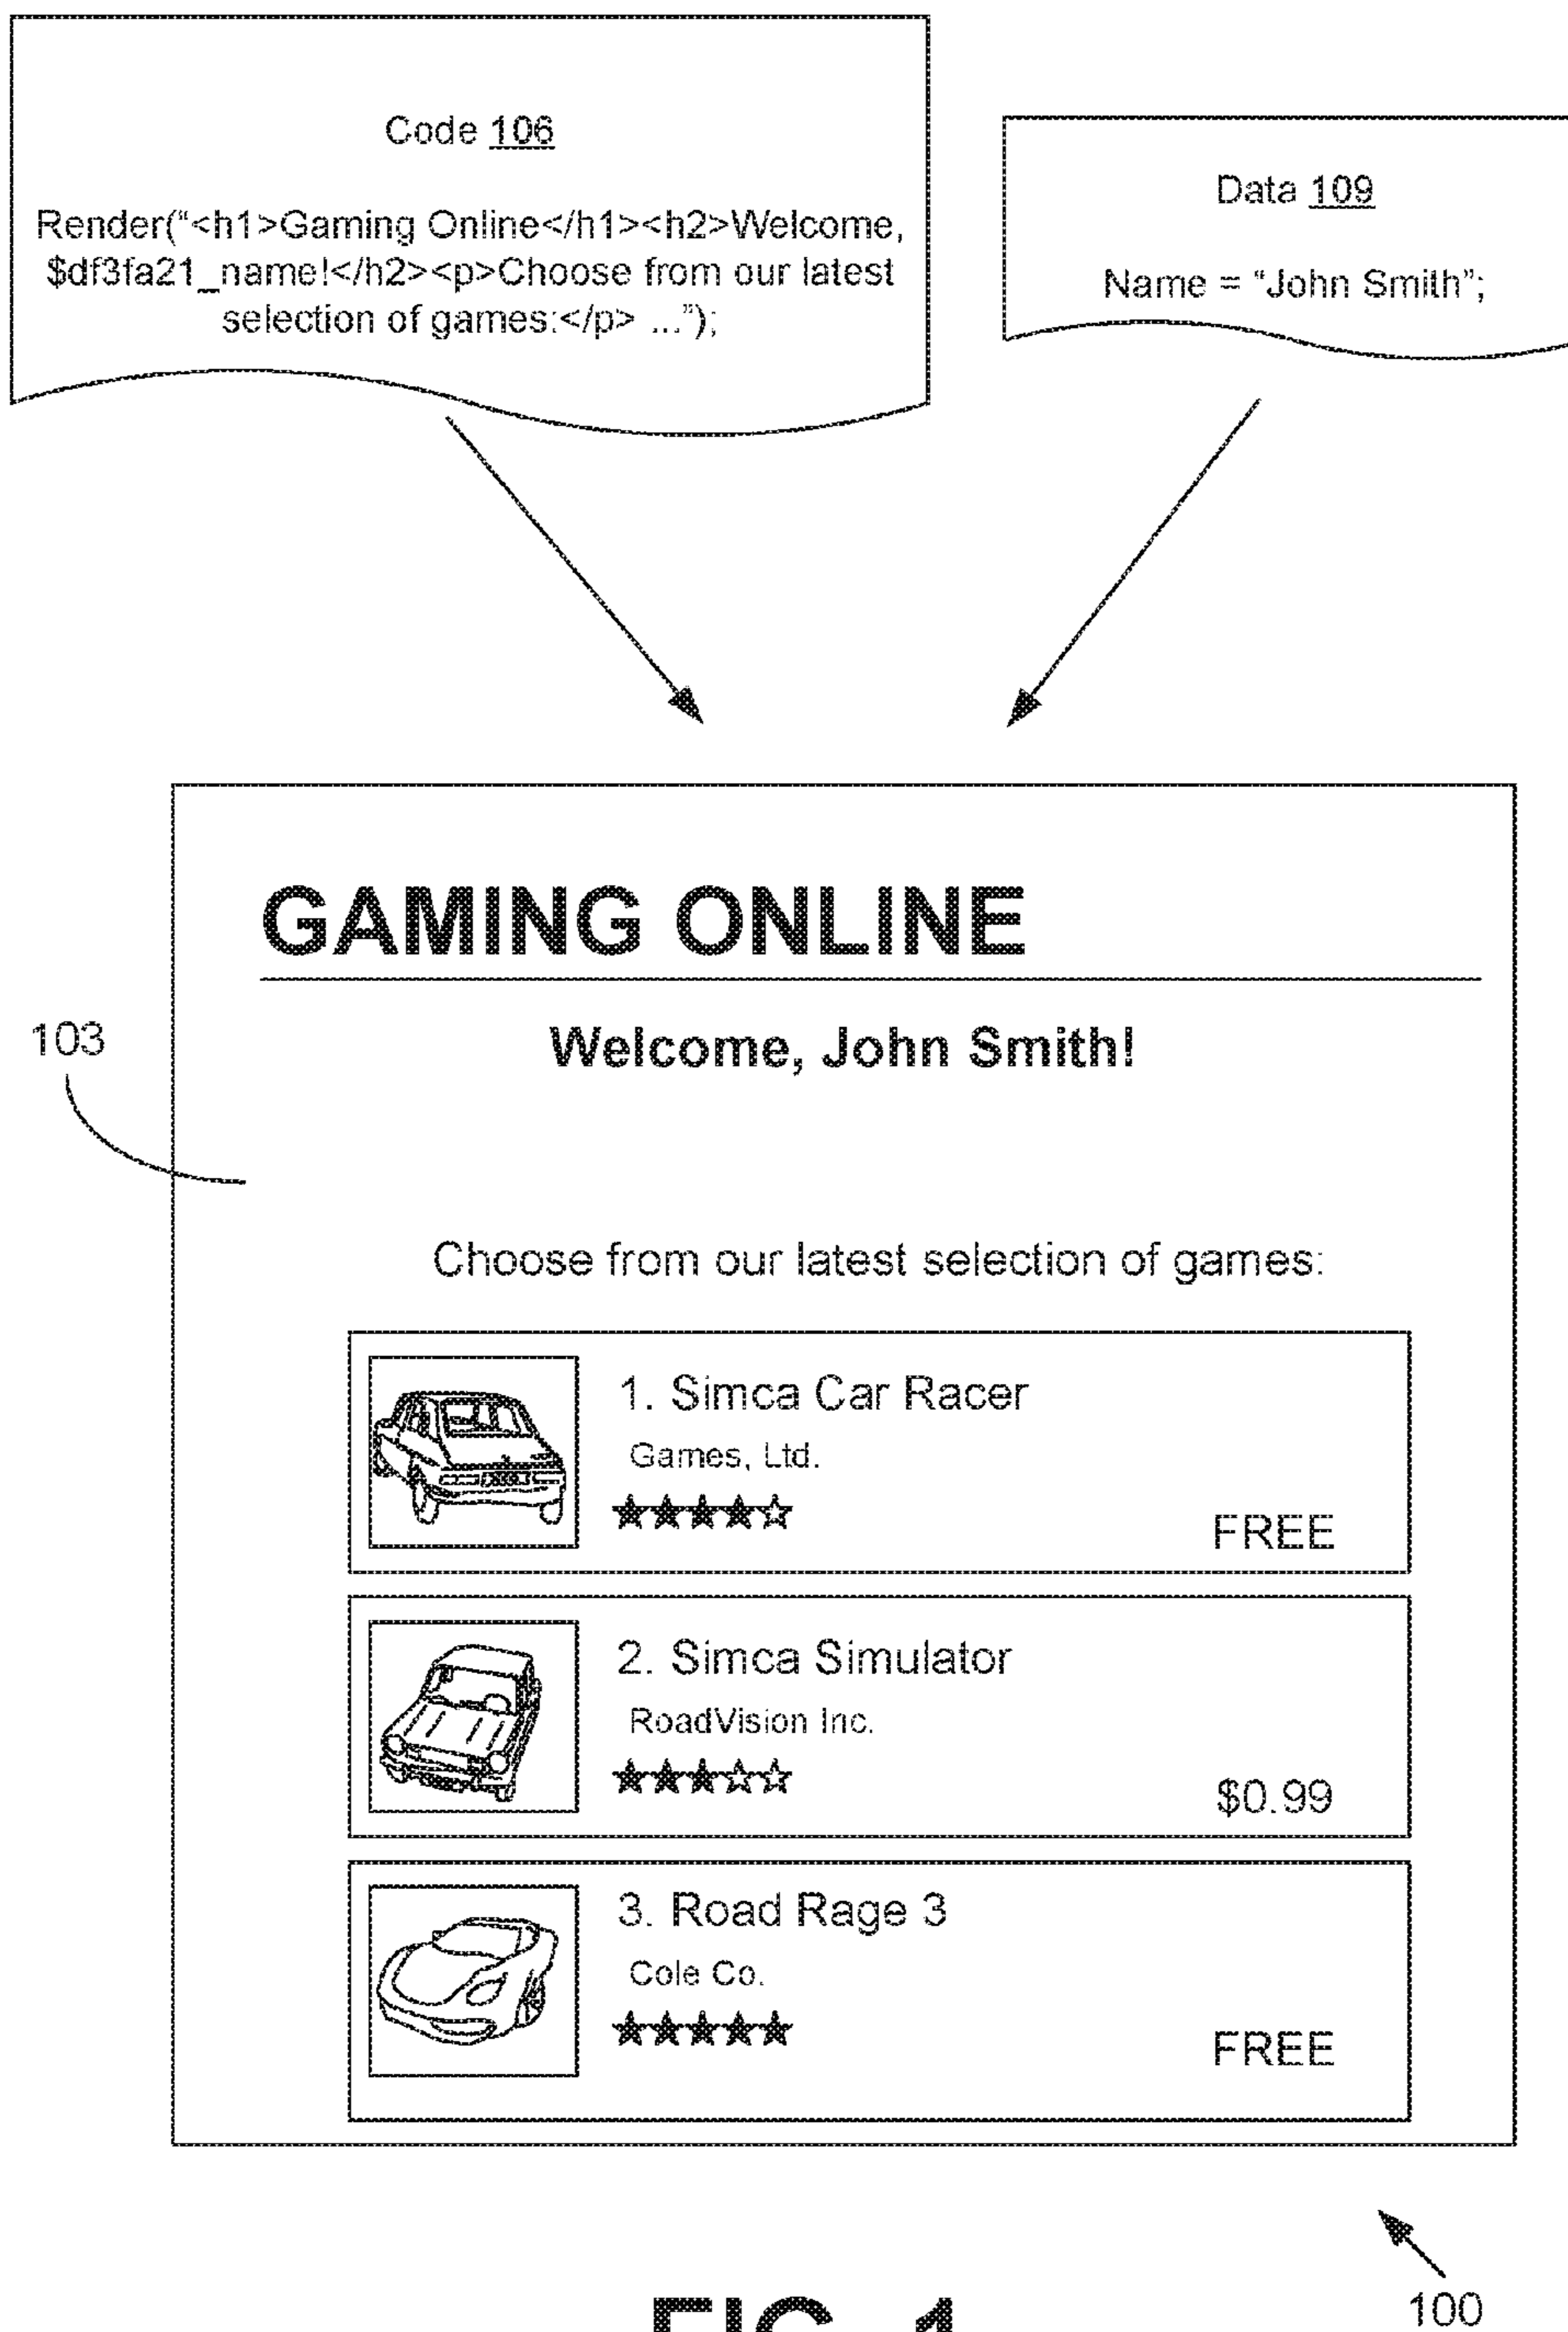 Code 106
Render("<h1>Gaming Online</h1><h2>Welcome,
$df3fa21_name!</h2><p>Choose from our latest
selection of games:</p> ...");
Data 109
Name = "John Smith";
GAMING ONLINE
103
Welcome, John Smith!
Choose from our latest selection of games:
1. Simca Car Racer
Games, Ltd.
FREE
2. Simca Simulator
RoadVision Inc.
$0.99
3. Road Rage 3
Cole Co.
FREE
100
FIG. 1